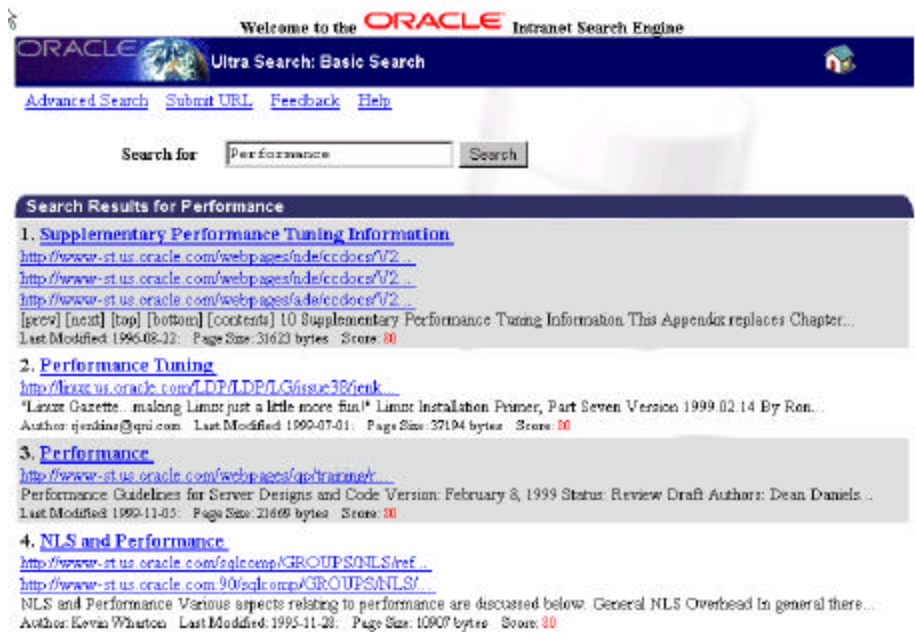 Welcome to the ORACLE Intranet Search Engine
ORACLE
Ultra Search: Basic Search
Advanced Search Submit URL Feedback Help
Search for Performance Search
Search Results for Performance
1. Supplementary Performance Tuning Information
http://www-st.us.oracle.com/webpages/ade/ccdocs/V2...
http://www-st.us.oracle.com/webpages/nde/ccdocs/V2...
http://www-st.us.oracle.com/webpages/ade/ccdocs/V2...
[prev] [next] [top] [bottom] [contents] 10 Supplementary Performance Tuning Information This Appendix replaces Chapter...
Last Modified: 1996-08-22: Page Size: 31623 bytes Score: 80
2. Performance Tuning
http://linux.us.oracle.com/LDP/LDP/LG/issue38/jenk...
"Linux Gazette...making Linux just a little more fun!" Linux Installation Primer, Part Seven Version 1999.02.14 By Ron...
Author: rjenkins@qni.com Last Modified: 1999-07-01: Page Size: 37194 bytes Score: 80
3. Performance
http://www-st.us.oracle.com/webpages/qp/training/r...
Performance Guidelines for Server Designs and Code Version: February 8, 1999 Status: Review Draft Authors: Dean Daniels...
Last Modified: 1999-11-05: Page Size: 21669 bytes Score: 80
4. NLS and Performance
http://www-st.us.oracle.com/sqlcomp/GROUPS/NLS/ref...
http://www-st.us.oracle.com:90/sqlcomp/GROUPS/NLS/...
NLS and Performance Various aspects relating to performance are discussed below. General NLS Overhead In general there...
Author: Kevin Wharton Last Modified: 1995-11-28: Page Size: 10907 bytes Score: 80